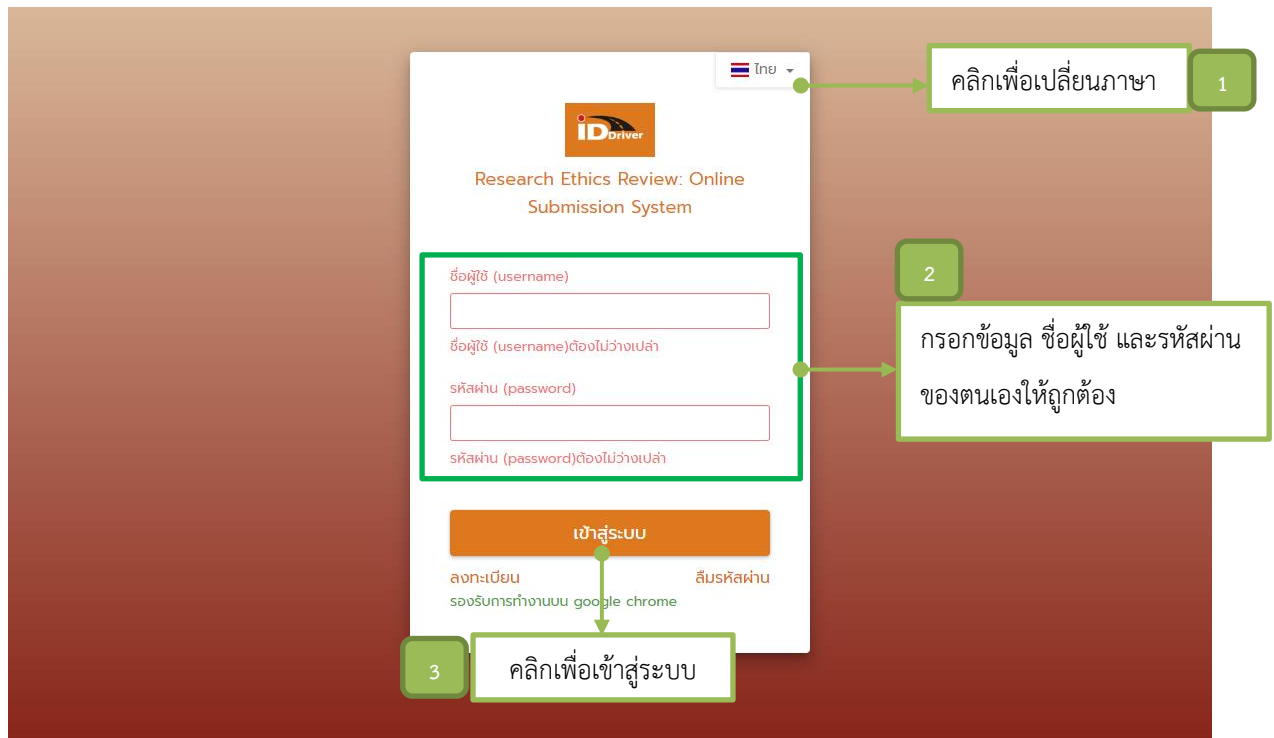 ไทย
คลิกเพื่อเปลี่ยนภาษา
1
iDDriver
Research Ethics Review: Online
Submission System
ชื่อผู้ใช้ (username)
ชื่อผู้ใช้ (username)ต้องไม่ว่างเปล่า
รหัสผ่าน (password)
รหัสผ่าน (password)ต้องไม่ว่างเปล่า
2
กรอกข้อมูล ชื่อผู้ใช้ และรหัสผ่าน
ของตนเองให้ถูกต้อง
เข้าสู่ระบบ
ลงทะเบียน ลืมรหัสผ่าน
รองรับการทำงานบน google chrome
3
คลิกเพื่อเข้าสู่ระบบ